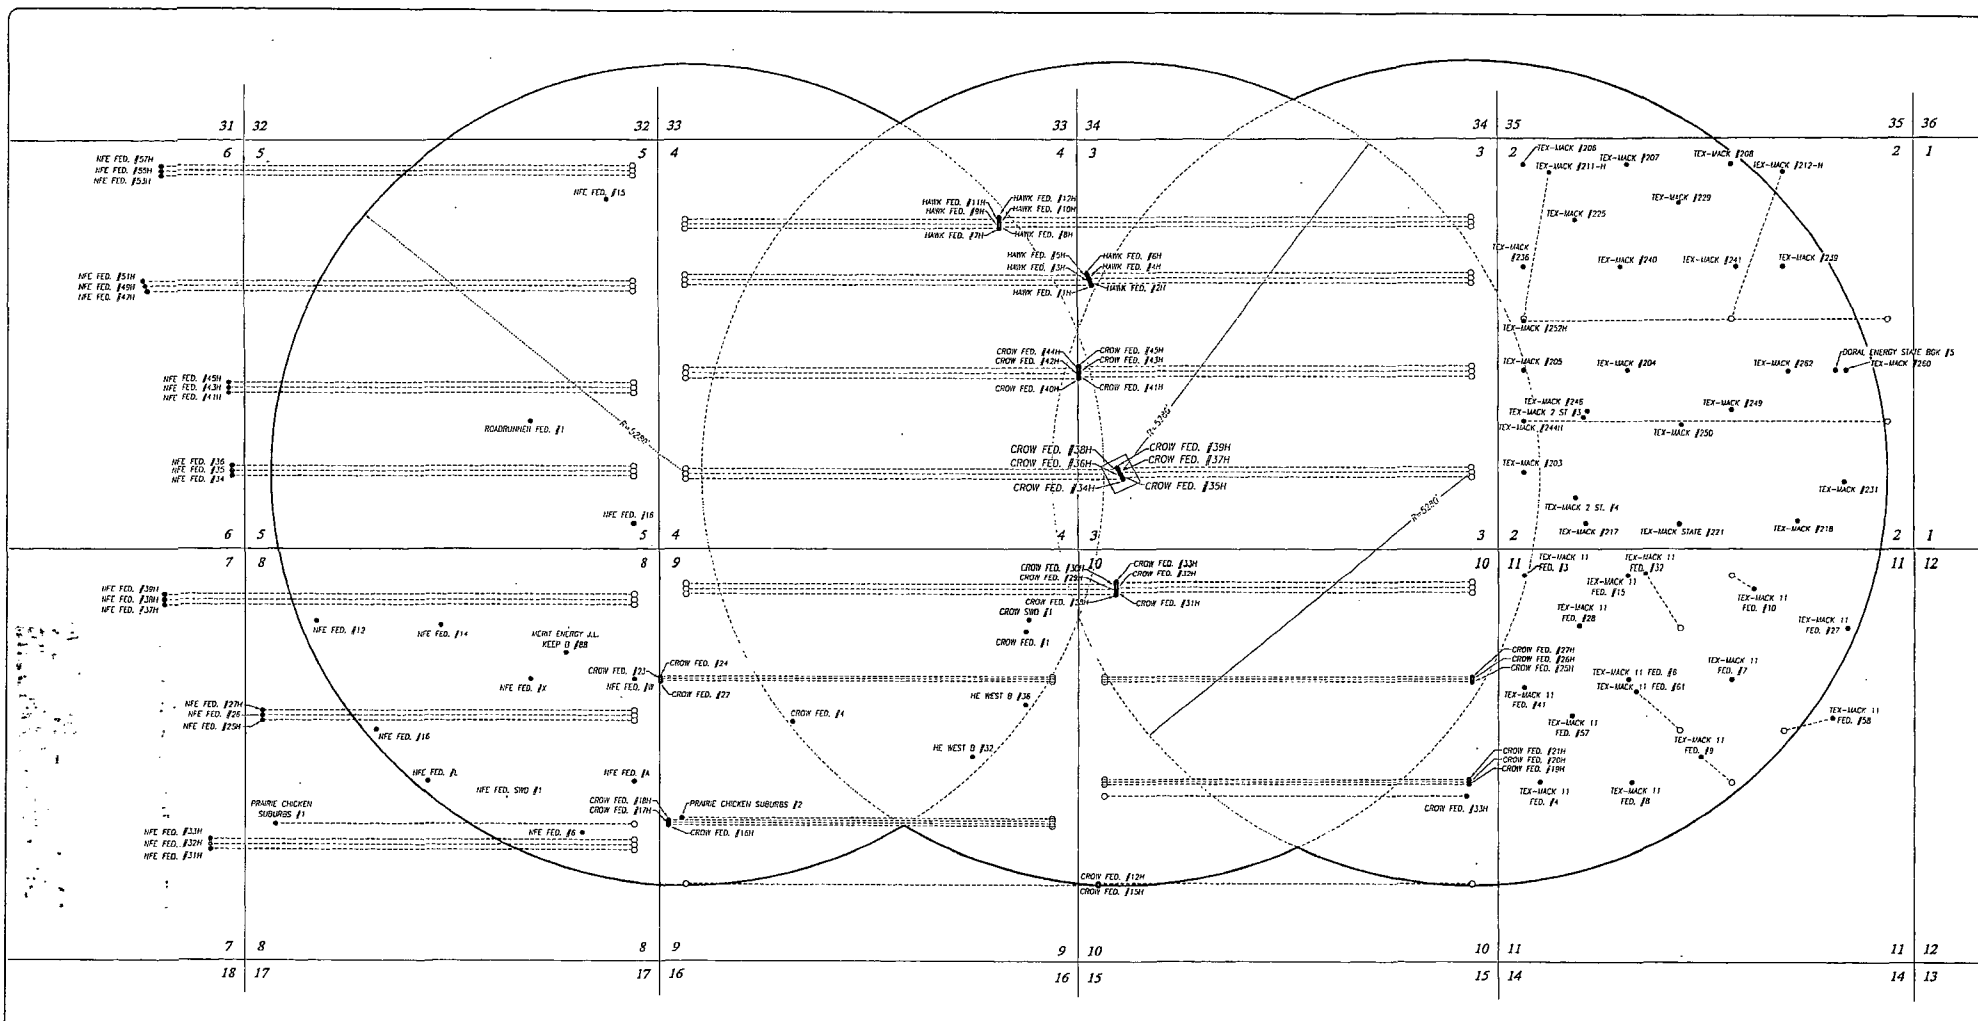 31 | 32
32 | 33
33 | 34
34 | 35
35 | 36
6 | 5
5 | 4
4 | 3
3 | 2
2 | 1
NFE FED. #57H
NFE FED. #55H
NFE FED. #53H
NFE FED. #15
HAWK FED. #11H
HAWK FED. #9H
HAWK FED. #7H
HAWK FED. #12H
HAWK FED. #10H
HAWK FED. #8H
TEX-MACK #206
TEX-MACK #211-H
TEX-MACK #207
TEX-MACK #208
TEX-MACK #212-H
TEX-MACK #229
TEX-MACK #225
NFE FED. #51H
NFE FED. #49H
NFE FED. #47H
HAWK FED. #5H
HAWK FED. #3H
HAWK FED. #1H
HAWK FED. #6H
HAWK FED. #4H
HAWK FED. #2H
TEX-MACK
#236
TEX-MACK #240
TEX-MACK #241
#239
TEX-MACK #252H
NFE FED. #45H
NFE FED. #43H
NFE FED. #41H
CROW FED. #44H
CROW FED. #42H
CROW FED. #40H
CROW FED. #45H
CROW FED. #43H
CROW FED. #41H
TEX-MACK #205
TEX-MACK #204
TEX-MACK #262
DORAL ENERGY STATE BGK #5
TEX-MACK #260
ROADRUNNER FED. #1
R=5280'
R=5280'
TEX-MACK #246
TEX-MACK 2 ST #3
TEX-MACK #244H
TEX-MACK #249
TEX-MACK #250
NFE FED. #36
NFE FED. #35
NFE FED. #34
CROW FED. #38H
CROW FED. #36H
CROW FED. #34H
CROW FED. #39H
CROW FED. #37H
CROW FED. #35H
TEX-MACK #203
TEX-MACK #231
R=5280'
NFE FED. #16
TEX-MACK 2 ST. #4
TEX-MACK #217
TEX-MACK STATE #221
TEX-MACK #218
6 | 5
5 | 4
4 | 3
3 | 2
2 | 1
7 | 8
8 | 9
10
10 | 11
11 | 12
NFE FED. #39H
NFE FED. #38H
NFE FED. #37H
CROW FED. #30H
CROW FED. #29H
CROW FED.
CROW FED. #33H
CROW FED. #32H
CROW FED. #31H
CROW SWD #1
CROW FED. #1
TEX-MACK 11
FED. #3
TEX-MACK 11
FED. #32
TEX-MACK 11
FED. #15
TEX-MACK 11
FED. #10
TEX-MACK 11
FED. #28
TEX-MACK 11
FED. #27
NFE FED. #12
NFE FED. #14
MERIT ENERGY J.L.
KEEP B #88
CROW FED. #23
NFE FED. #X
NFE FED.
CROW FED. #24
CROW FED. #27
CROW FED. #27H
CROW FED. #26H
CROW FED. #25H
TEX-MACK 11 FED. #6
TEX-MACK 11 FED. #61
TEX-MACK 11
FED. #7
TEX-MACK 11
FED. #41
NFE FED. #27H
NFE FED. #26
NFE FED. #25H
NFE FED. #16
CROW FED. #4
HE WEST B #36
HE WEST B #32
TEX-MACK 11
FED. #57
TEX-MACK 11
FED. #58
TEX-MACK 11
FED. #9
NFE FED. #L
NFE FED. SWD #1
NFE FED. #A
CROW FED. #21H
CROW FED. #20H
CROW FED. #19H
CROW FED. #33H
TEX-MACK 11
FED. #4
TEX-MACK 11
FED. #8
PRAIRIE CHICKEN
SUBURBS #1
NFE FED. #33H
NFE FED. #32H
NFE FED. #31H
NFE FED. #6
CROW FED. #18H
CROW FED. #17H
PRAIRIE CHICKEN SUBURBS #2
CROW FED. #16H
CROW FED. #12H
CROW FED. #15H
7 | 8
8 | 9
9 | 10
10 | 11
11 | 12
18 | 17
17 | 16
16 | 15
15 | 14
14 | 13